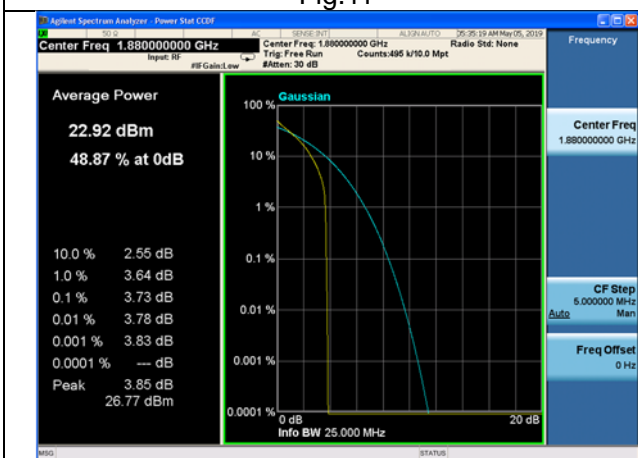 Agilent Spectrum Analyzer - Power Stat CCDF
50 Ω AC SENSE:INT ALIGN AUTO 05:35:19 AM May 05, 2019
Center Freq 1.880000000 GHz
Input: RF
#IFGain:Low
Center Freq: 1.880000000 GHz
Trig: Free Run Counts:495 k/10.0 Mpt
#Atten: 30 dB
Radio Std: None
Frequency
Average Power
22.92 dBm
48.87 % at 0dB
10.0 % 2.55 dB
1.0 % 3.64 dB
0.1 % 3.73 dB
0.01 % 3.78 dB
0.001 % 3.83 dB
0.0001 % --- dB
Peak 3.85 dB
26.77 dBm
Gaussian
100 %
10 %
1 %
0.1 %
0.01 %
0.001 %
0.0001 %
0 dB 20 dB
Info BW 25.000 MHz
Center Freq
1.880000000 GHz
CF Step
5.000000 MHz
Auto Man
Freq Offset
0 Hz
MSG STATUS